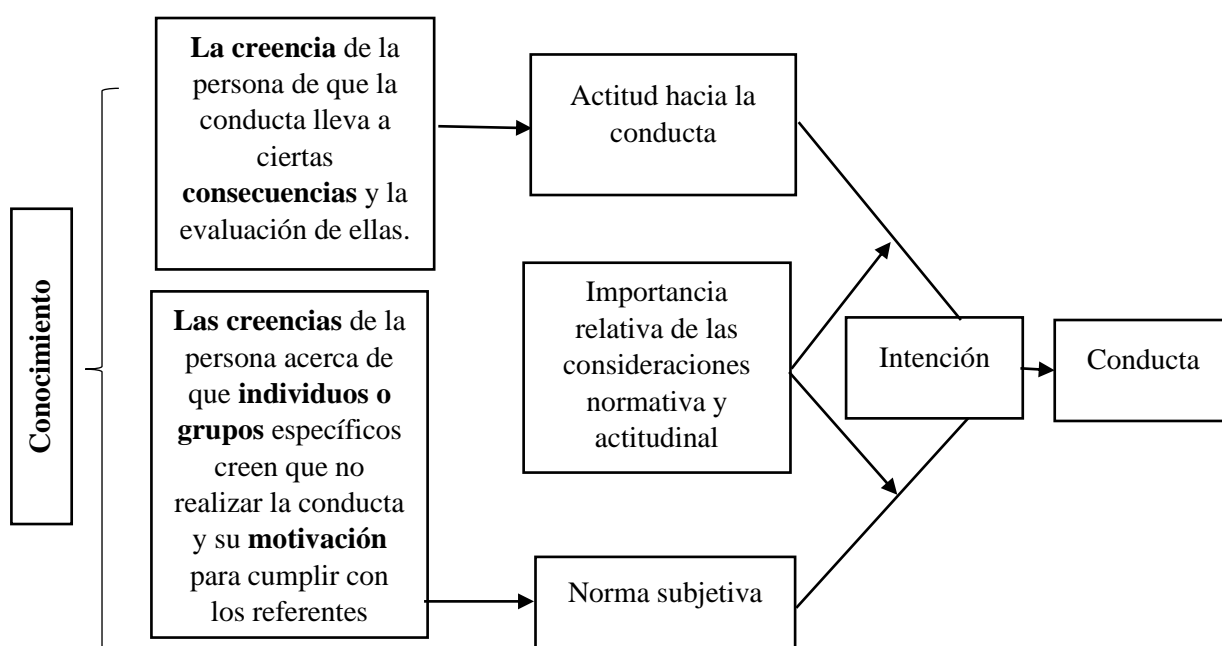 Conocimiento
La creencia de la
persona de que la
conducta lleva a
ciertas
consecuencias y la
evaluación de ellas.
Las creencias de la
persona acerca de
que individuos o
grupos específicos
creen que no
realizar la conducta
y su motivación
para cumplir con
los referentes
Actitud hacia la
conducta
Importancia
relativa de las
consideraciones
normativa y
actitudinal
Norma subjetiva
Intención
Conducta